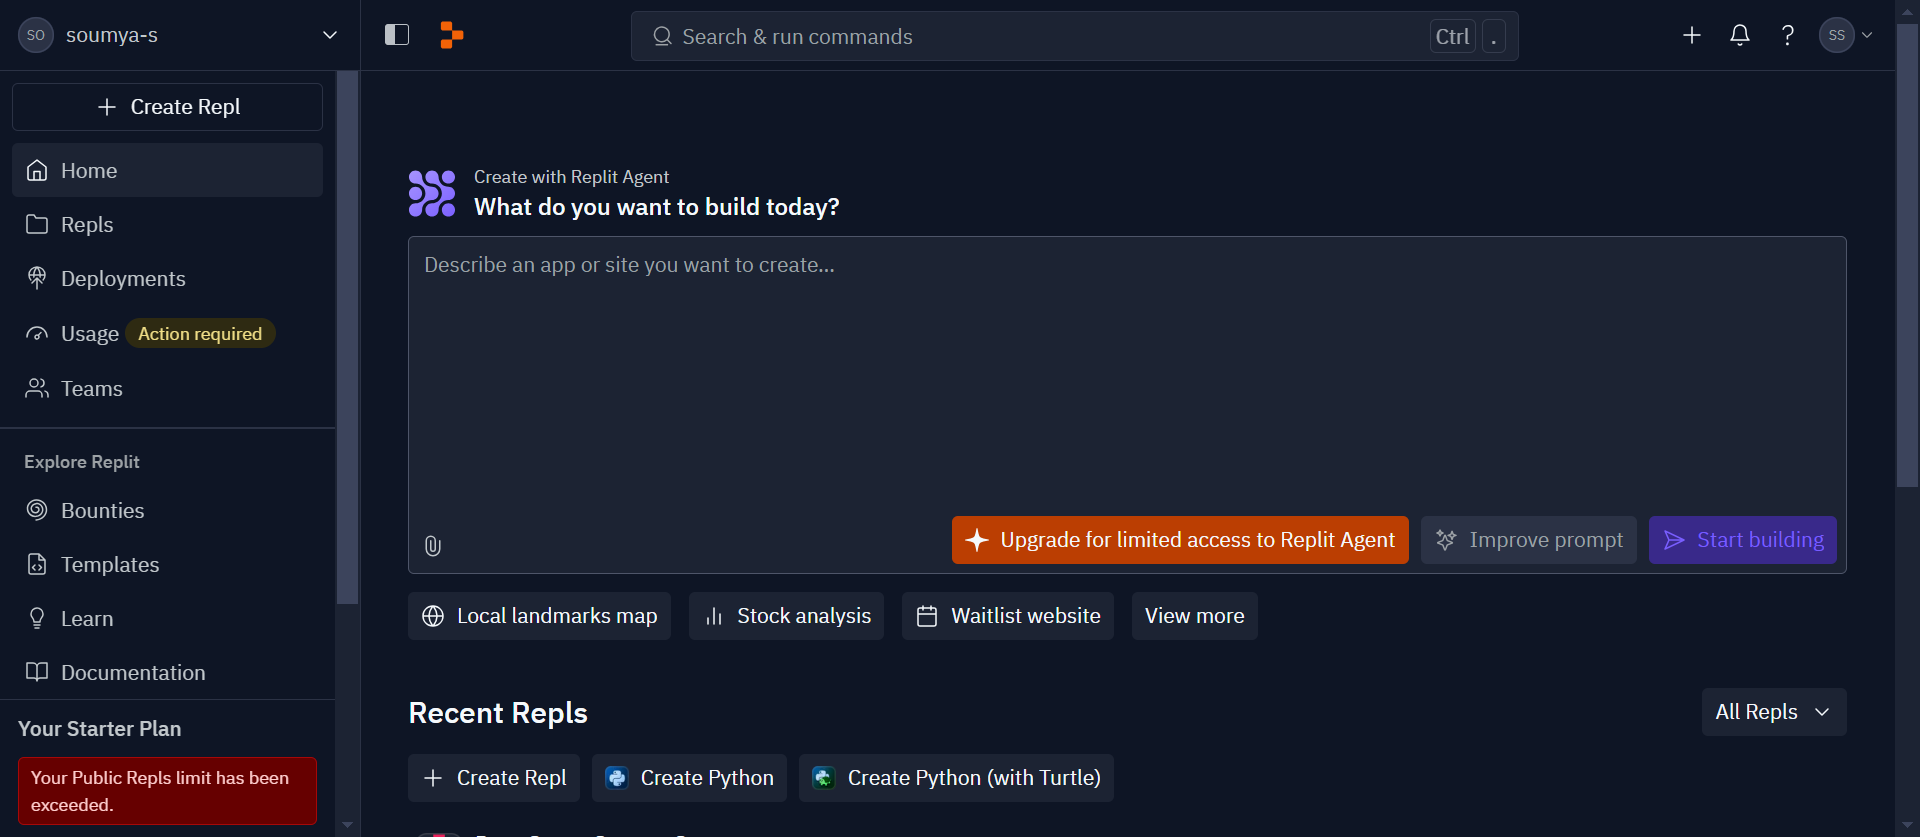 SO
soumya-s
Search & run commands
Ctrl
.
SS
Create Repl
Home
Repls
Deployments
Usage
Action required
Teams
Explore Replit
Bounties
Templates
Learn
Documentation
Your Starter Plan
Your Public Repls limit has been
exceeded.
Create with Replit Agent
What do you want to build today?
Describe an app or site you want to create...
Upgrade for limited access to Replit Agent
Improve prompt
Start building
Local landmarks map
Stock analysis
Waitlist website
View more
Recent Repls
All Repls
Create Repl
Create Python
Create Python (with Turtle)